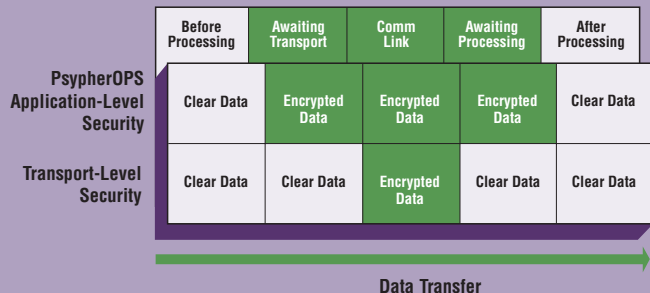 Before
Processing
Awaiting
Transport
Comm
Link
Awaiting
Processing
After
Processing
PsypherOPS
Application-Level
Security
Clear Data
Encrypted
Data
Encrypted
Data
Encrypted
Data
Clear Data
Transport-Level
Security
Clear Data
Clear Data
Encrypted
Data
Clear Data
Clear Data
Data Transfer